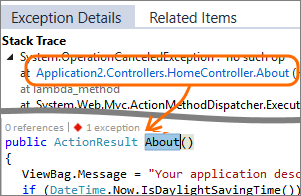 Exception Details Related Items
Stack Trace
System.OperationCanceledException : no such op
at Application2.Controllers.HomeController.About (
at lambda_method
at System.Web.Mvc.ActionMethodDispatcher.Execut
0 references | 1 exception
public ActionResult About()
{
ViewBag.Message = "Your application desc
if (DateTime.Now.IsDaylightSavingTime())